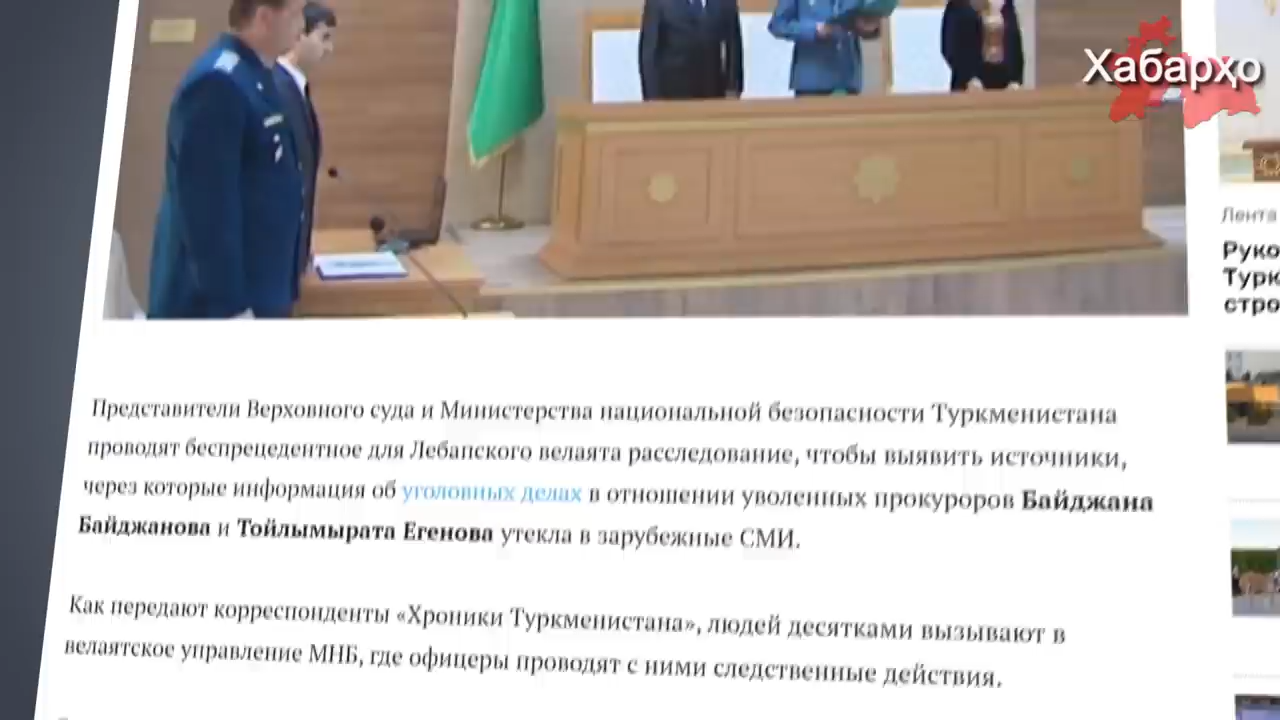 Хабарҳо
Лента
Руко
Турк
стро
Представители Верховного суда и Министерства национальной безопасности Туркменистана
проводят беспрецедентное для Лебапского велаята расследование, чтобы выявить источники,
через которые информация об уголовных делах в отношении уволенных прокуроров Байджана
Байджанова и Тойлымырата Егенова утекла в зарубежные СМИ.
Как передают корреспонденты «Хроники Туркменистана», людей десятками вызывают в
велаятское управление МНБ, где офицеры проводят с ними следственные действия.